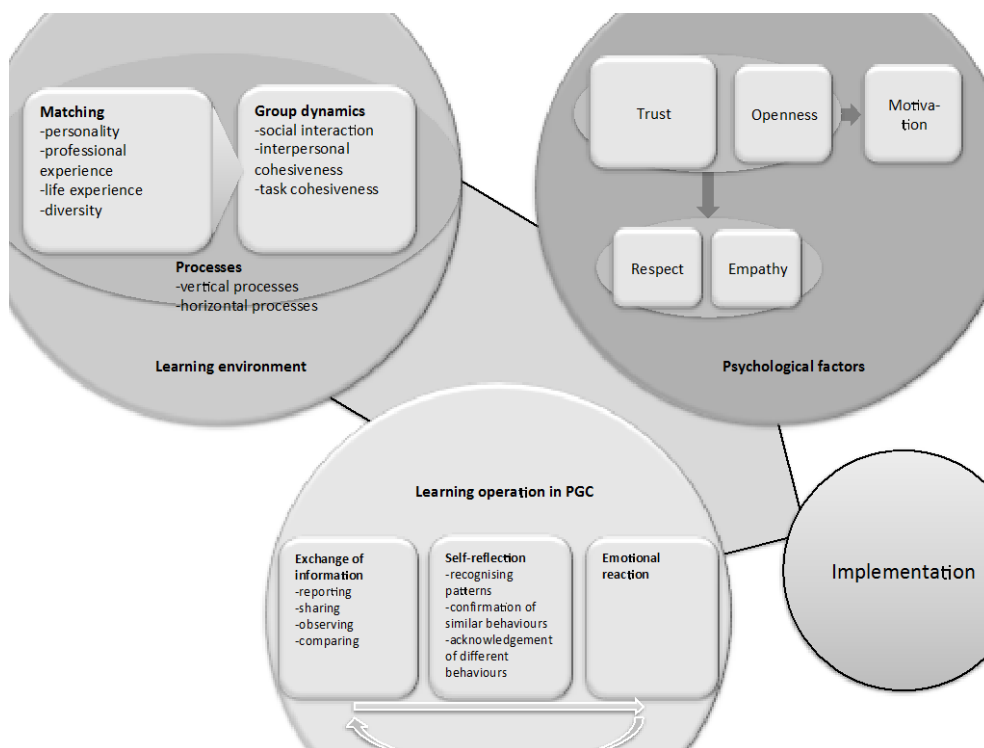 Matching
-personality
-professional
experience
-life experience
-diversity
Group dynamics
-social interaction
-interpersonal
cohesiveness
-task cohesiveness
Processes
-vertical processes
-horizontal processes
Learning environment
Trust
Openness
Motiva-
tion
Respect
Empathy
Psychological factors
Learning operation in PGC
Exchange of
information
-reporting
-sharing
-observing
-comparing
Self-reflection
-recognising
patterns
-confirmation of
similar behaviours
-acknowledgement
of different
behaviours
Emotional
reaction
Implementation